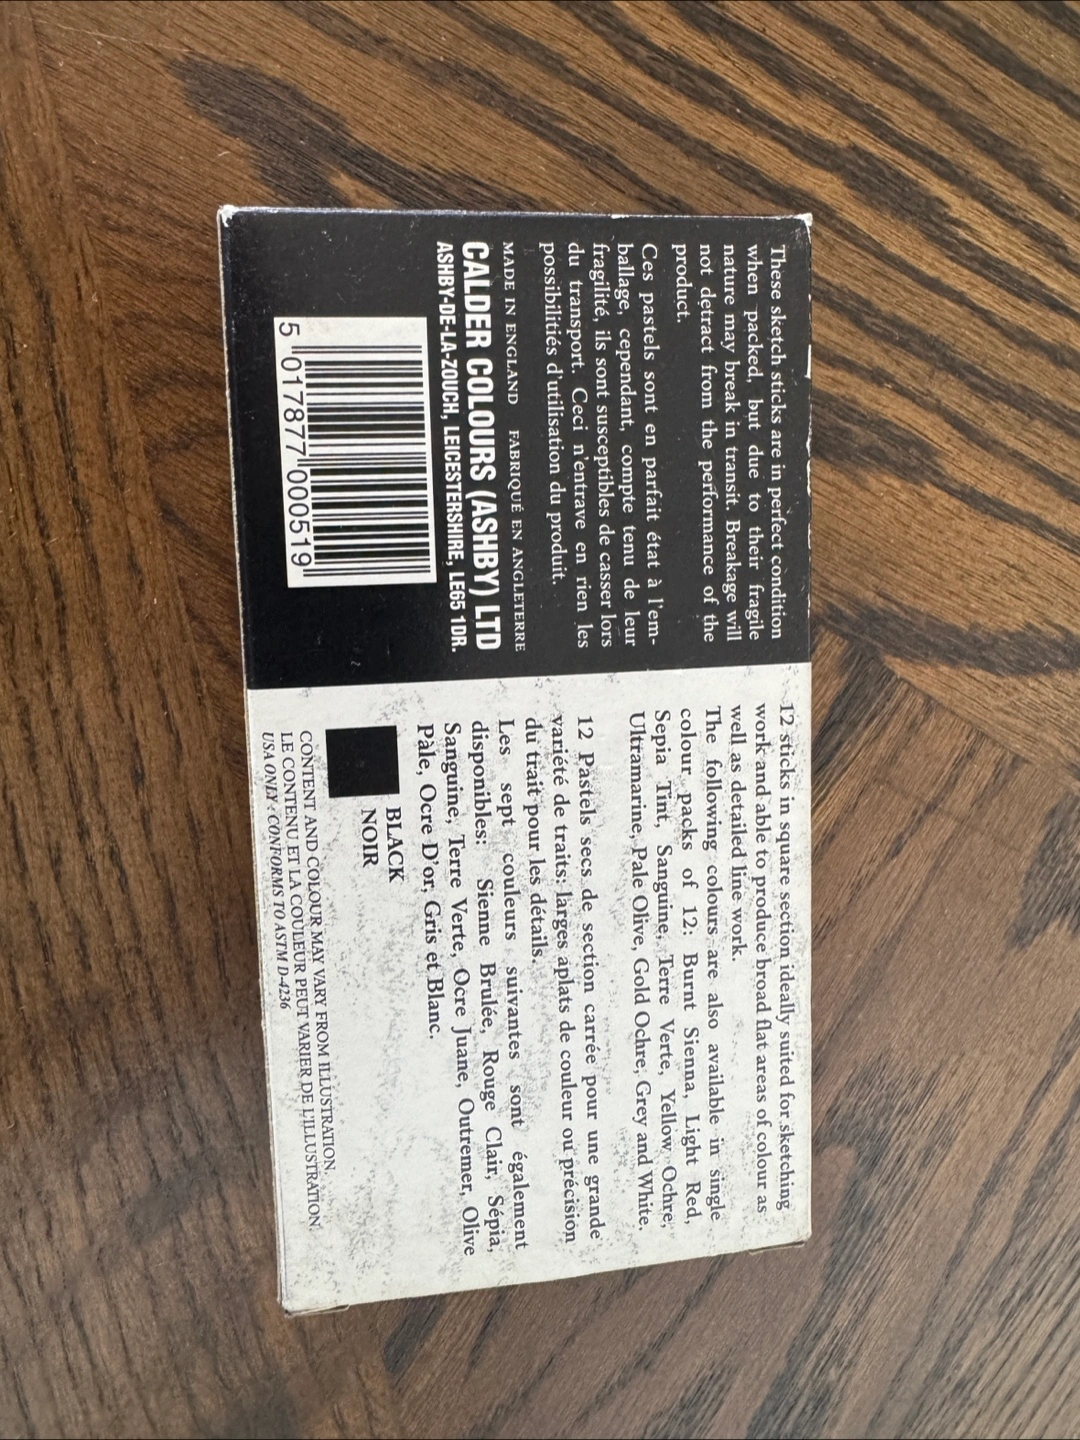 These sketch sticks are in perfect condition
when packed, but due to their fragile
nature may break in transit. Breakage will
not detract from the performance of the
product.
Ces pastels sont en parfait état à l'em-
ballage, cependant, compte tenu de leur
fragilité, ils sont susceptibles de casser lors
du transport. Ceci n'entrave en rien les
possibilitiés d'utilisation du produit.
MADE IN ENGLAND FABRIQUÉ EN ANGLETERRE
CALDER COLOURS (ASHBY) LTD
ASHBY-DE-LA-ZOUCH, LEICESTERSHIRE, LE65 1DR.
5 017877 000519
12 sticks in square section ideally suited for sketching
work and able to produce broad flat areas of colour as
well as detailed line work.
The following colours are also available in single
colour packs of 12: Burnt Sienna, Light Red,
Sepia Tint, Sanguine, Terre Verte, Yellow Ochre,
Ultramarine, Pale Olive, Gold Ochre, Grey and White.
12 Pastels secs de section carrée pour une grande
variété de traits: larges aplats de couleur ou précision
du trait pour les détails.
Les sept couleurs suivantes sont également
disponibles: Sienne Brulée, Rouge Clair, Sépia,
Sanguine, Terre Verte, Ocre Juane, Outremer, Olive
Pàle, Ocre D'or, Gris et Blanc.
BLACK
NOIR
CONTENT AND COLOUR MAY VARY FROM ILLUSTRATION
LE CONTENU ET LA COULEUR PEUT VARIER DE L'ILLUSTRATION
USA ONLY : CONFORMS TO ASTM D-4236